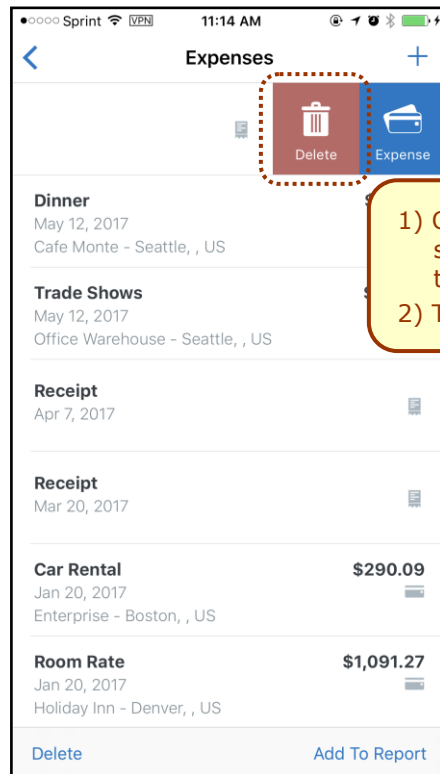 Sprint VPN 11:14 AM
Expenses +
Delete Expense
Dinner $
May 12, 2017
Cafe Monte - Seattle, , US
1)
2)
Trade Shows $
May 12, 2017
Office Warehouse - Seattle, , US
Receipt
Apr 7, 2017
Receipt
Mar 20, 2017
Car Rental $290.09
Jan 20, 2017
Enterprise - Boston, , US
Room Rate $1,091.27
Jan 20, 2017
Holiday Inn - Denver, , US
Delete Add To Report